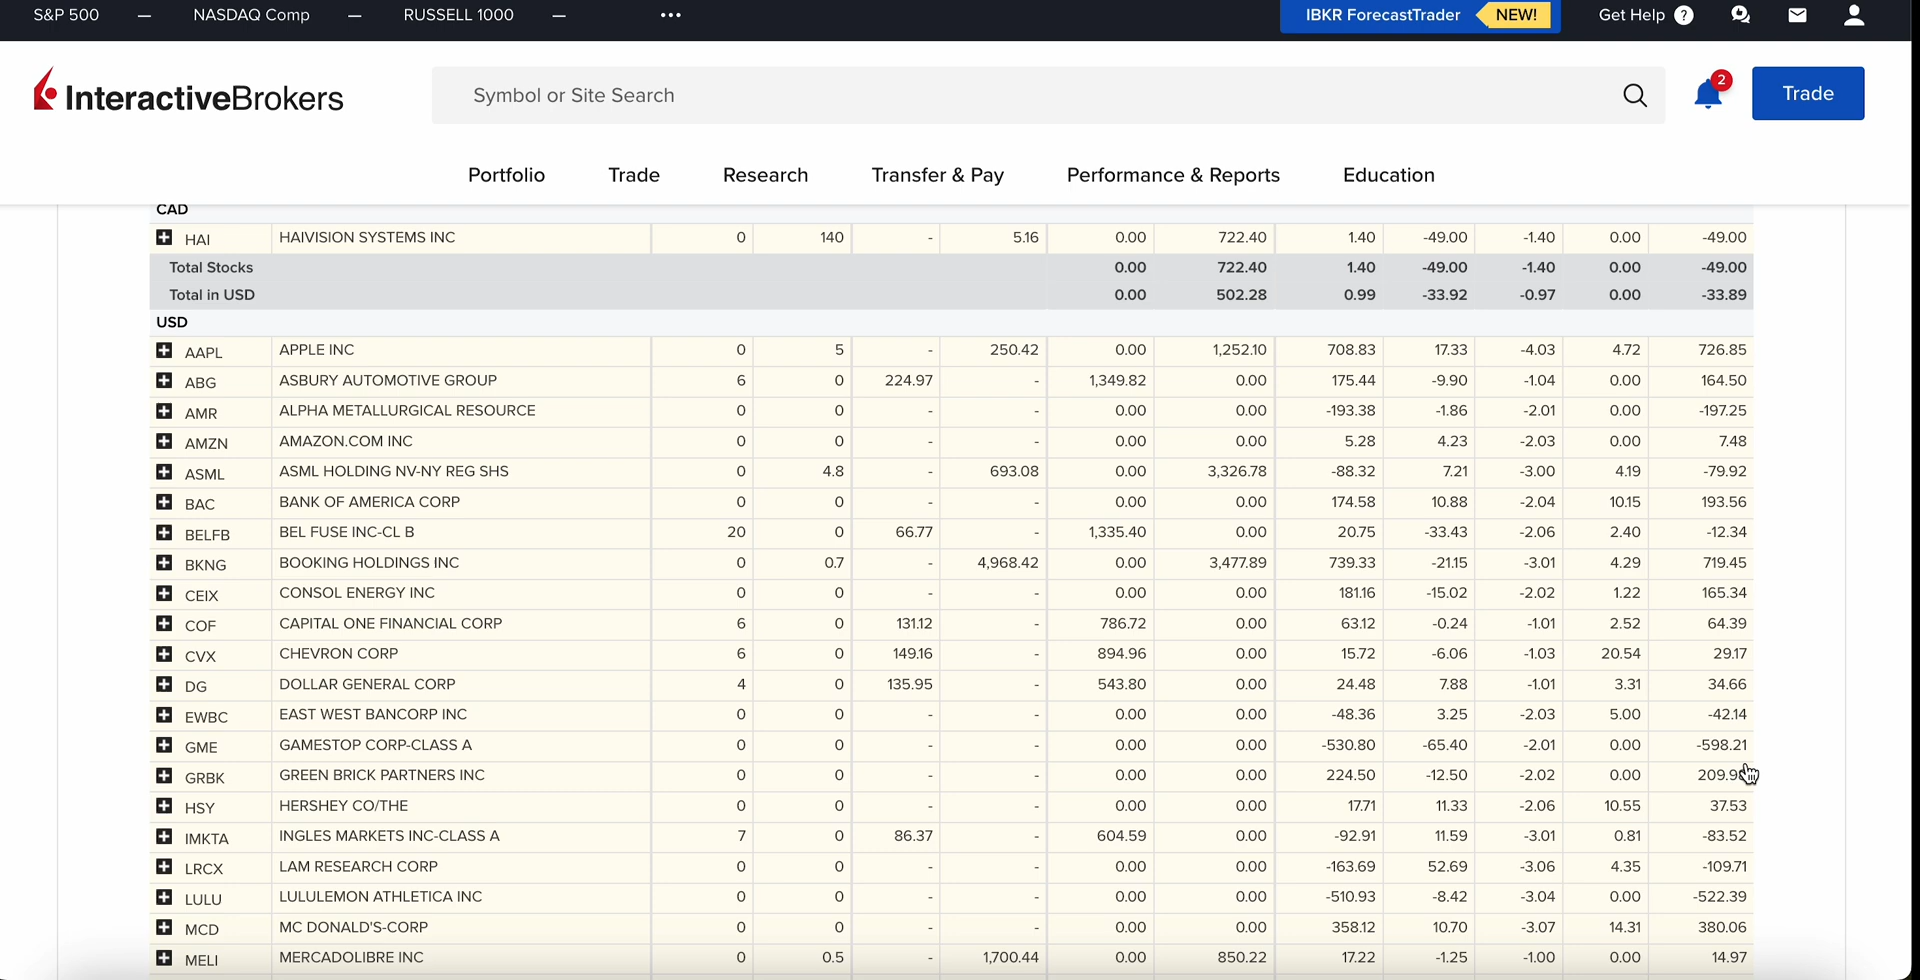 S&P 500 — NASDAQ Comp — RUSSELL 1000 — ••• IBKR ForecastTrader NEW! Get Help ?
InteractiveBrokers Symbol or Site Search 2 Trade
Portfolio Trade Research Transfer & Pay Performance & Reports Education
CAD
HAI HAIVISION SYSTEMS INC 0 140 - 5.16 0.00 722.40 1.40 -49.00 -1.40 0.00 -49.00
Total Stocks 0.00 722.40 1.40 -49.00 -1.40 0.00 -49.00
Total in USD 0.00 502.28 0.99 -33.92 -0.97 0.00 -33.89
USD
AAPL APPLE INC 0 5 - 250.42 0.00 1,252.10 708.83 17.33 -4.03 4.72 726.85
ABG ASBURY AUTOMOTIVE GROUP 6 0 224.97 - 1,349.82 0.00 175.44 -9.90 -1.04 0.00 164.50
AMR ALPHA METALLURGICAL RESOURCE 0 0 - - 0.00 0.00 -193.38 -1.86 -2.01 0.00 -197.25
AMZN AMAZON.COM INC 0 0 - - 0.00 0.00 5.28 4.23 -2.03 0.00 7.48
ASML ASML HOLDING NV-NY REG SHS 0 4.8 - 693.08 0.00 3,326.78 -88.32 7.21 -3.00 4.19 -79.92
BAC BANK OF AMERICA CORP 0 0 - - 0.00 0.00 174.58 10.88 -2.04 10.15 193.56
BELFB BEL FUSE INC-CL B 20 0 66.77 - 1,335.40 0.00 20.75 -33.43 -2.06 2.40 -12.34
BKNG BOOKING HOLDINGS INC 0 0.7 - 4,968.42 0.00 3,477.89 739.33 -21.15 -3.01 4.29 719.45
CEIX CONSOL ENERGY INC 0 0 - - 0.00 0.00 181.16 -15.02 -2.02 1.22 165.34
COF CAPITAL ONE FINANCIAL CORP 6 0 131.12 - 786.72 0.00 63.12 -0.24 -1.01 2.52 64.39
CVX CHEVRON CORP 6 0 149.16 - 894.96 0.00 15.72 -6.06 -1.03 20.54 29.17
DG DOLLAR GENERAL CORP 4 0 135.95 - 543.80 0.00 24.48 7.88 -1.01 3.31 34.66
EWBC EAST WEST BANCORP INC 0 0 - - 0.00 0.00 -48.36 3.25 -2.03 5.00 -42.14
GME GAMESTOP CORP-CLASS A 0 0 - - 0.00 0.00 -530.80 -65.40 -2.01 0.00 -598.21
GRBK GREEN BRICK PARTNERS INC 0 0 - - 0.00 0.00 224.50 -12.50 -2.02 0.00
HSY HERSHEY CO/THE 0 0 - - 0.00 0.00 17.71 11.33 -2.06 10.55 37.53
IMKTA INGLES MARKETS INC-CLASS A 7 0 86.37 - 604.59 0.00 -92.91 11.59 -3.01 0.81 -83.52
LRCX LAM RESEARCH CORP 0 0 - - 0.00 0.00 -163.69 52.69 -3.06 4.35 -109.71
LULU LULULEMON ATHLETICA INC 0 0 - - 0.00 0.00 -510.93 -8.42 -3.04 0.00 -522.39
MCD MC DONALD'S-CORP 0 0 - - 0.00 0.00 358.12 10.70 -3.07 14.31 380.06
MELI MERCADOLIBRE INC 0 0.5 - 1,700.44 0.00 850.22 17.22 -1.25 -1.00 0.00 14.97